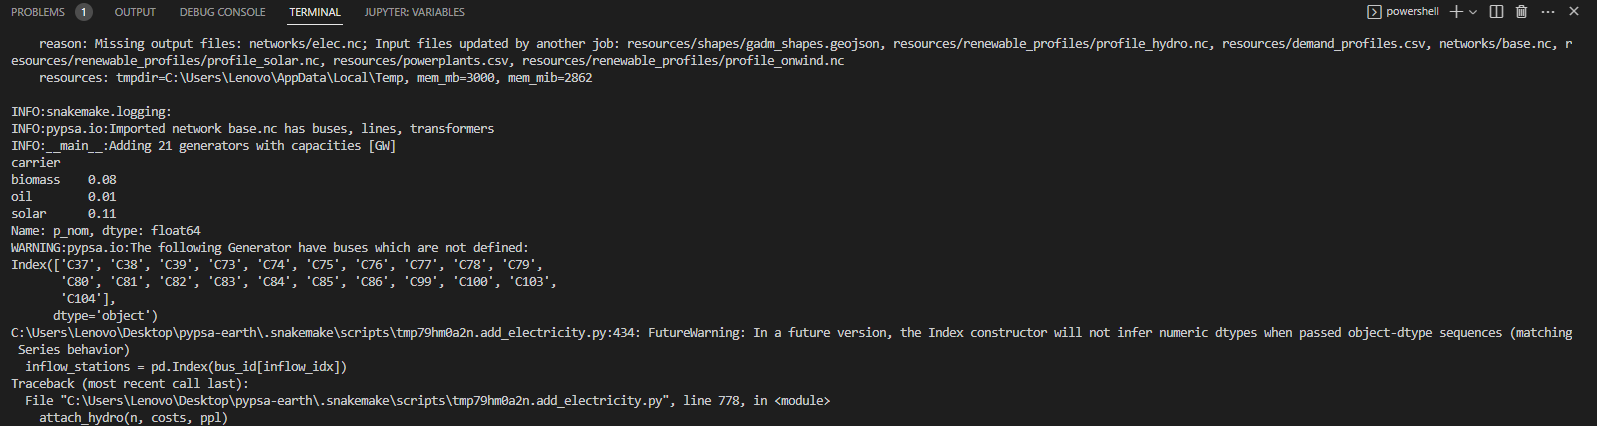 PROBLEMS 1 OUTPUT DEBUG CONSOLE TERMINAL JUPYTER: VARIABLES powershell
reason: Missing output files: networks/elec.nc; Input files updated by another job: resources/shapes/gadm_shapes.geojson, resources/renewable_profiles/profile_hydro.nc, resources/demand_profiles.csv, networks/base.nc, r
esources/renewable_profiles/profile_solar.nc, resources/powerplants.csv, resources/renewable_profiles/profile_onwind.nc
resources: tmpdir=C:\Users\Lenovo\AppData\Local\Temp, mem_mb=3000, mem_mib=2862
INFO:snakemake.logging:
INFO:pypsa.io:Imported network base.nc has buses, lines, transformers
INFO:__main__:Adding 21 generators with capacities [GW]
carrier
biomass 0.08
oil 0.01
solar 0.11
Name: p_nom, dtype: float64
WARNING:pypsa.io:The following Generator have buses which are not defined:
Index(['C37', 'C38', 'C39', 'C73', 'C74', 'C75', 'C76', 'C77', 'C78', 'C79',
'C80', 'C81', 'C82', 'C83', 'C84', 'C85', 'C86', 'C99', 'C100', 'C103',
'C104'],
dtype='object')
C:\Users\Lenovo\Desktop\pypsa-earth\.snakemake\scripts\tmp79hm0a2n.add_electricity.py:434: FutureWarning: In a future version, the Index constructor will not infer numeric dtypes when passed object-dtype sequences (matching
Series behavior)
inflow_stations = pd.Index(bus_id[inflow_idx])
Traceback (most recent call last):
File "C:\Users\Lenovo\Desktop\pypsa-earth\.snakemake\scripts\tmp79hm0a2n.add_electricity.py", line 778, in <module>
attach_hydro(n, costs, ppl)